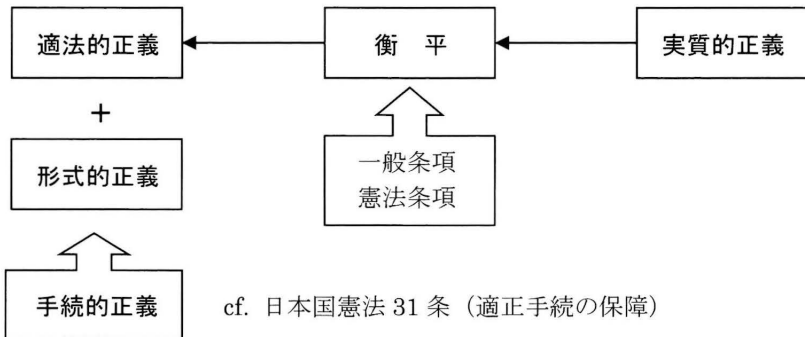 適法的正義
衡　平
実質的正義
+
形式的正義
一般条項
憲法条項
手続的正義
cf. 日本国憲法 31 条（適正手続の保障）